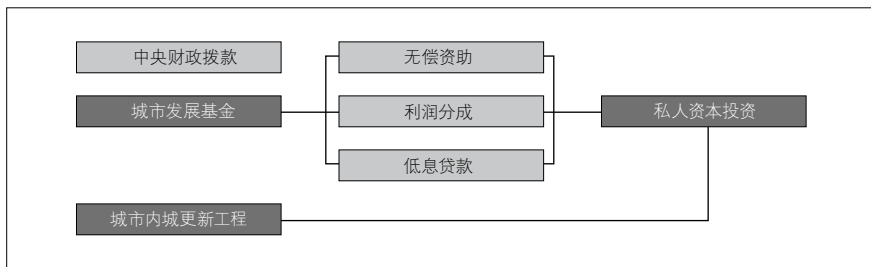 中央财政拨款
无偿资助
城市发展基金
利润分成
私人资本投资
低息贷款
城市内城更新工程